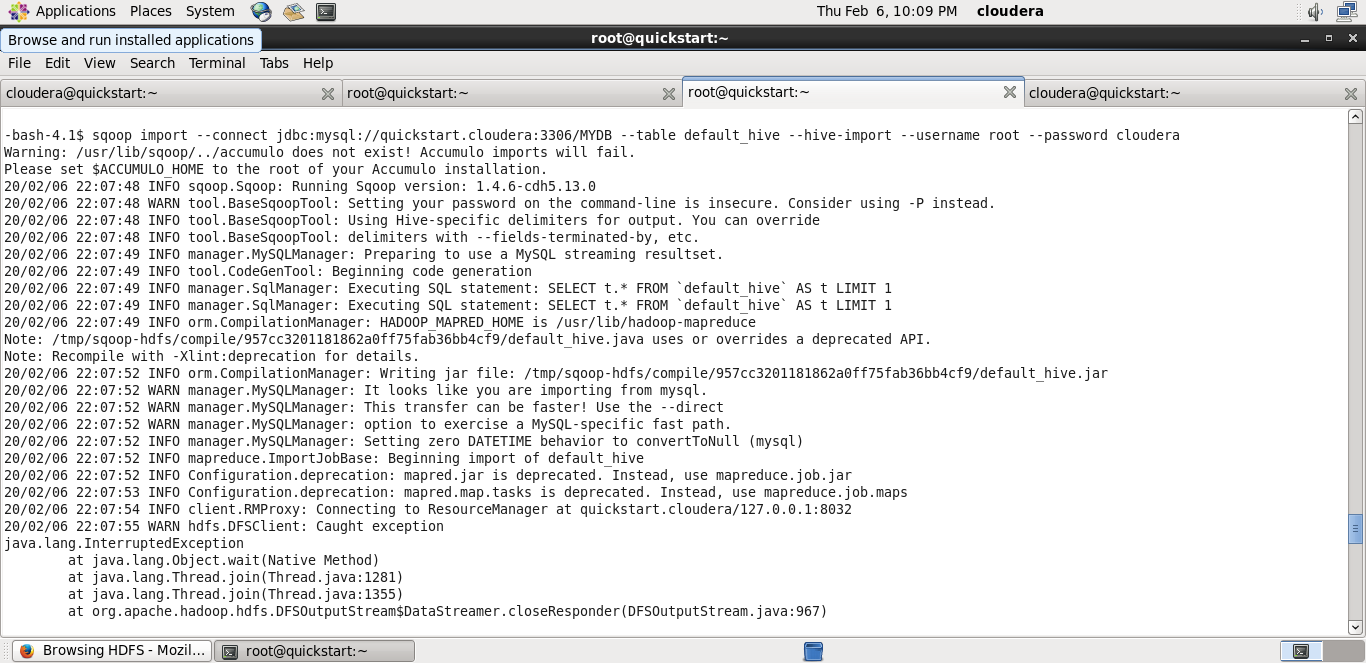 Applications Places System Thu Feb 6, 10:09 PM cloudera
Browse and run installed applications root@quickstart:~
File Edit View Search Terminal Tabs Help
cloudera@quickstart:~ root@quickstart:~ root@quickstart:~ cloudera@quickstart:~
-bash-4.1$ sqoop import --connect jdbc:mysql://quickstart.cloudera:3306/MYDB --table default_hive --hive-import --username root --password cloudera
Warning: /usr/lib/sqoop/../accumulo does not exist! Accumulo imports will fail.
Please set $ACCUMULO_HOME to the root of your Accumulo installation.
20/02/06 22:07:48 INFO sqoop.Sqoop: Running Sqoop version: 1.4.6-cdh5.13.0
20/02/06 22:07:48 WARN tool.BaseSqoopTool: Setting your password on the command-line is insecure. Consider using -P instead.
20/02/06 22:07:48 INFO tool.BaseSqoopTool: Using Hive-specific delimiters for output. You can override
20/02/06 22:07:48 INFO tool.BaseSqoopTool: delimiters with --fields-terminated-by, etc.
20/02/06 22:07:49 INFO manager.MySQLManager: Preparing to use a MySQL streaming resultset.
20/02/06 22:07:49 INFO tool.CodeGenTool: Beginning code generation
20/02/06 22:07:49 INFO manager.SqlManager: Executing SQL statement: SELECT t.* FROM `default_hive` AS t LIMIT 1
20/02/06 22:07:49 INFO manager.SqlManager: Executing SQL statement: SELECT t.* FROM `default_hive` AS t LIMIT 1
20/02/06 22:07:49 INFO orm.CompilationManager: HADOOP_MAPRED_HOME is /usr/lib/hadoop-mapreduce
Note: /tmp/sqoop-hdfs/compile/957cc3201181862a0ff75fab36bb4cf9/default_hive.java uses or overrides a deprecated API.
Note: Recompile with -Xlint:deprecation for details.
20/02/06 22:07:52 INFO orm.CompilationManager: Writing jar file: /tmp/sqoop-hdfs/compile/957cc3201181862a0ff75fab36bb4cf9/default_hive.jar
20/02/06 22:07:52 WARN manager.MySQLManager: It looks like you are importing from mysql.
20/02/06 22:07:52 WARN manager.MySQLManager: This transfer can be faster! Use the --direct
20/02/06 22:07:52 WARN manager.MySQLManager: option to exercise a MySQL-specific fast path.
20/02/06 22:07:52 INFO manager.MySQLManager: Setting zero DATETIME behavior to convertToNull (mysql)
20/02/06 22:07:52 INFO mapreduce.ImportJobBase: Beginning import of default_hive
20/02/06 22:07:52 INFO Configuration.deprecation: mapred.jar is deprecated. Instead, use mapreduce.job.jar
20/02/06 22:07:53 INFO Configuration.deprecation: mapred.map.tasks is deprecated. Instead, use mapreduce.job.maps
20/02/06 22:07:54 INFO client.RMProxy: Connecting to ResourceManager at quickstart.cloudera/127.0.0.1:8032
20/02/06 22:07:55 WARN hdfs.DFSClient: Caught exception
java.lang.InterruptedException
at java.lang.Object.wait(Native Method)
at java.lang.Thread.join(Thread.java:1281)
at java.lang.Thread.join(Thread.java:1355)
at org.apache.hadoop.hdfs.DFSOutputStream$DataStreamer.closeResponder(DFSOutputStream.java:967)
Browsing HDFS - Mozil... root@quickstart:~